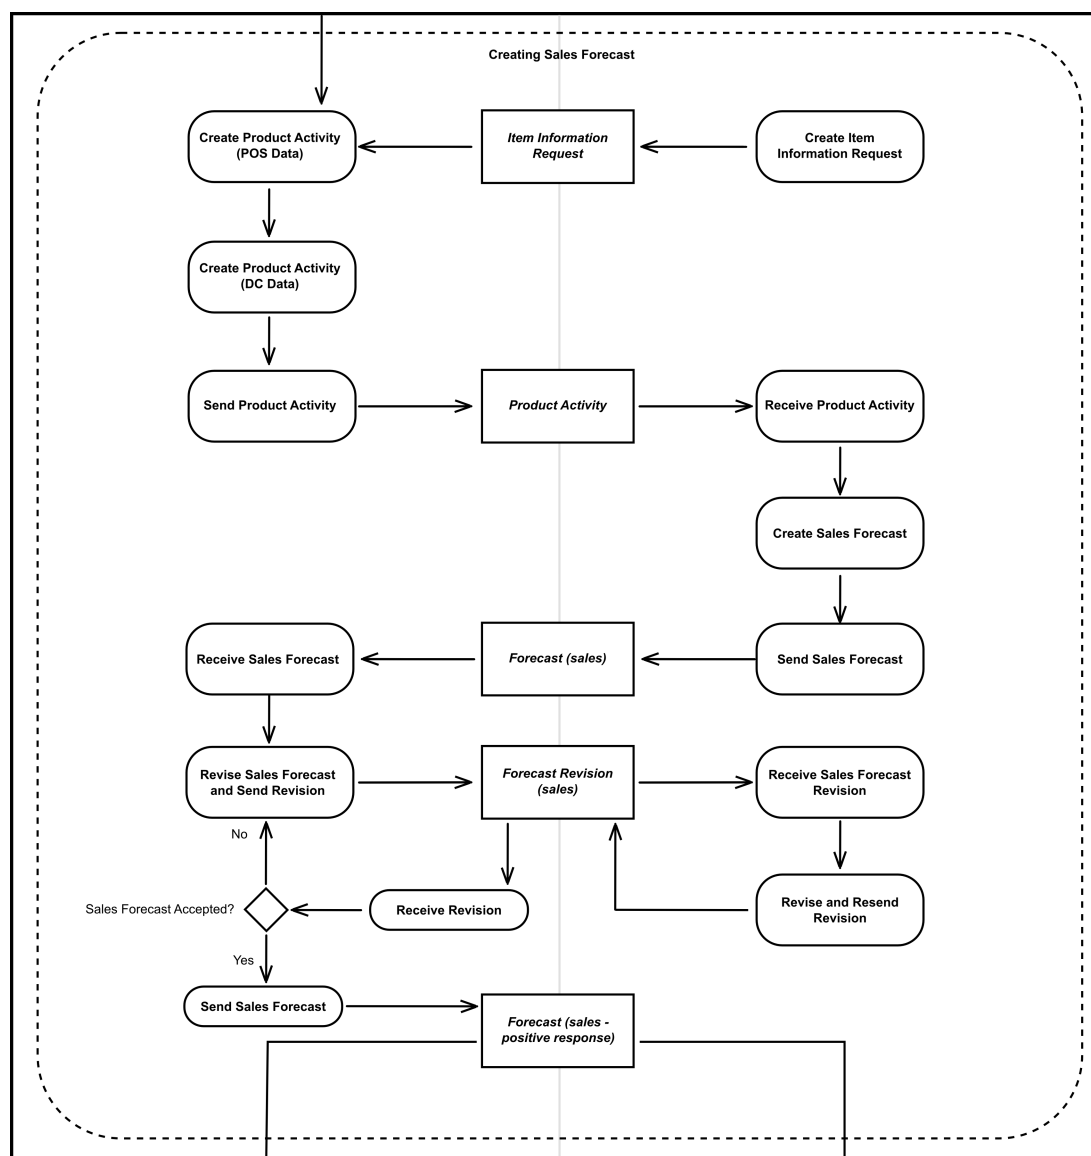 Creating Sales Forecast
Create Product Activity
(POS Data)
Item Information
Request
Create Item
Information Request
Create Product Activity
(DC Data)
Send Product Activity
Product Activity
Receive Product Activity
Create Sales Forecast
Receive Sales Forecast
Forecast (sales)
Send Sales Forecast
Revise Sales Forecast
and Send Revision
Forecast Revision
(sales)
Receive Sales Forecast
Revision
No
Sales Forecast Accepted?
Receive Revision
Revise and Resend
Revision
Yes
Send Sales Forecast
Forecast (sales -
positive response)